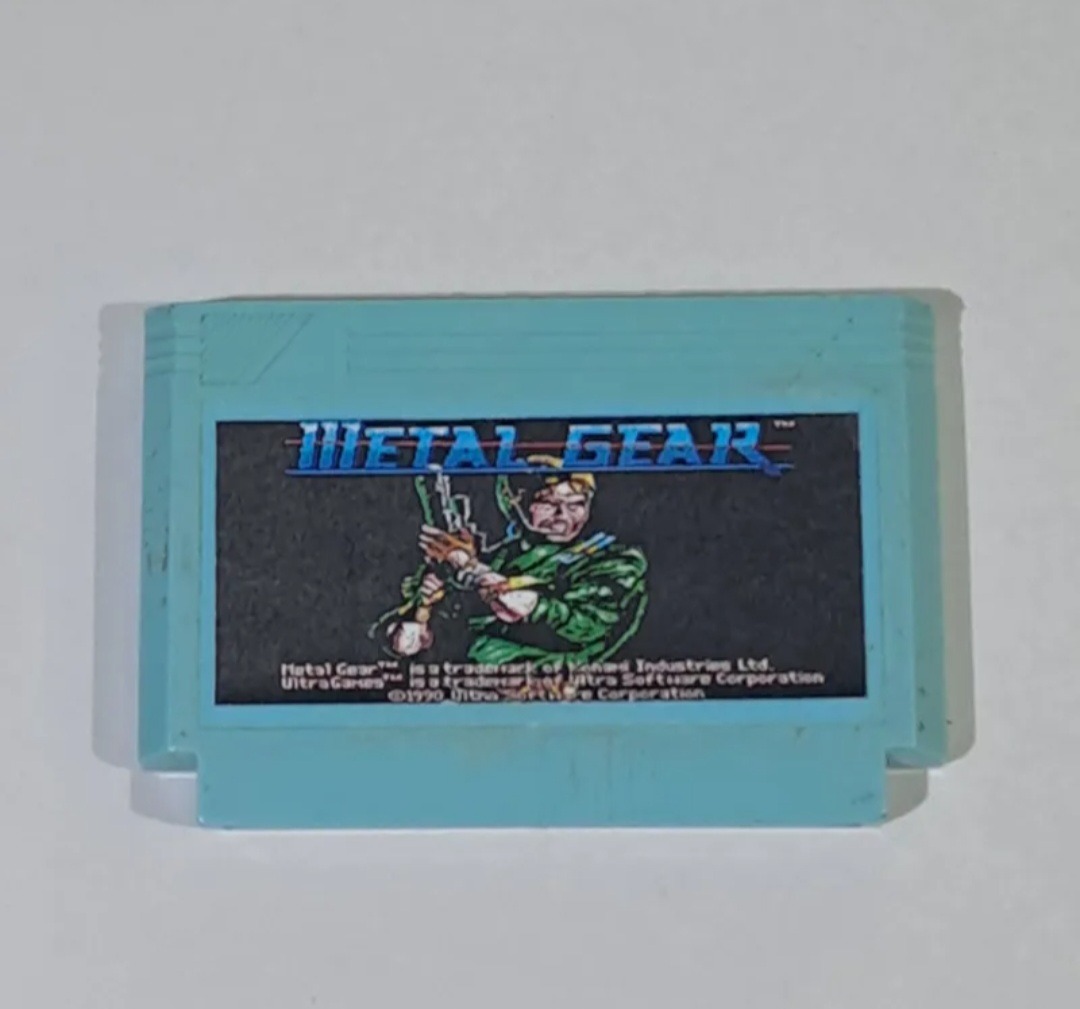 METAL GEAR™
Metal Gear™ is a trademark of Konami Industries Ltd.
UltraGames™ is a trademark of Ultra Software Corporation
©1990 Ultra Software Corporation